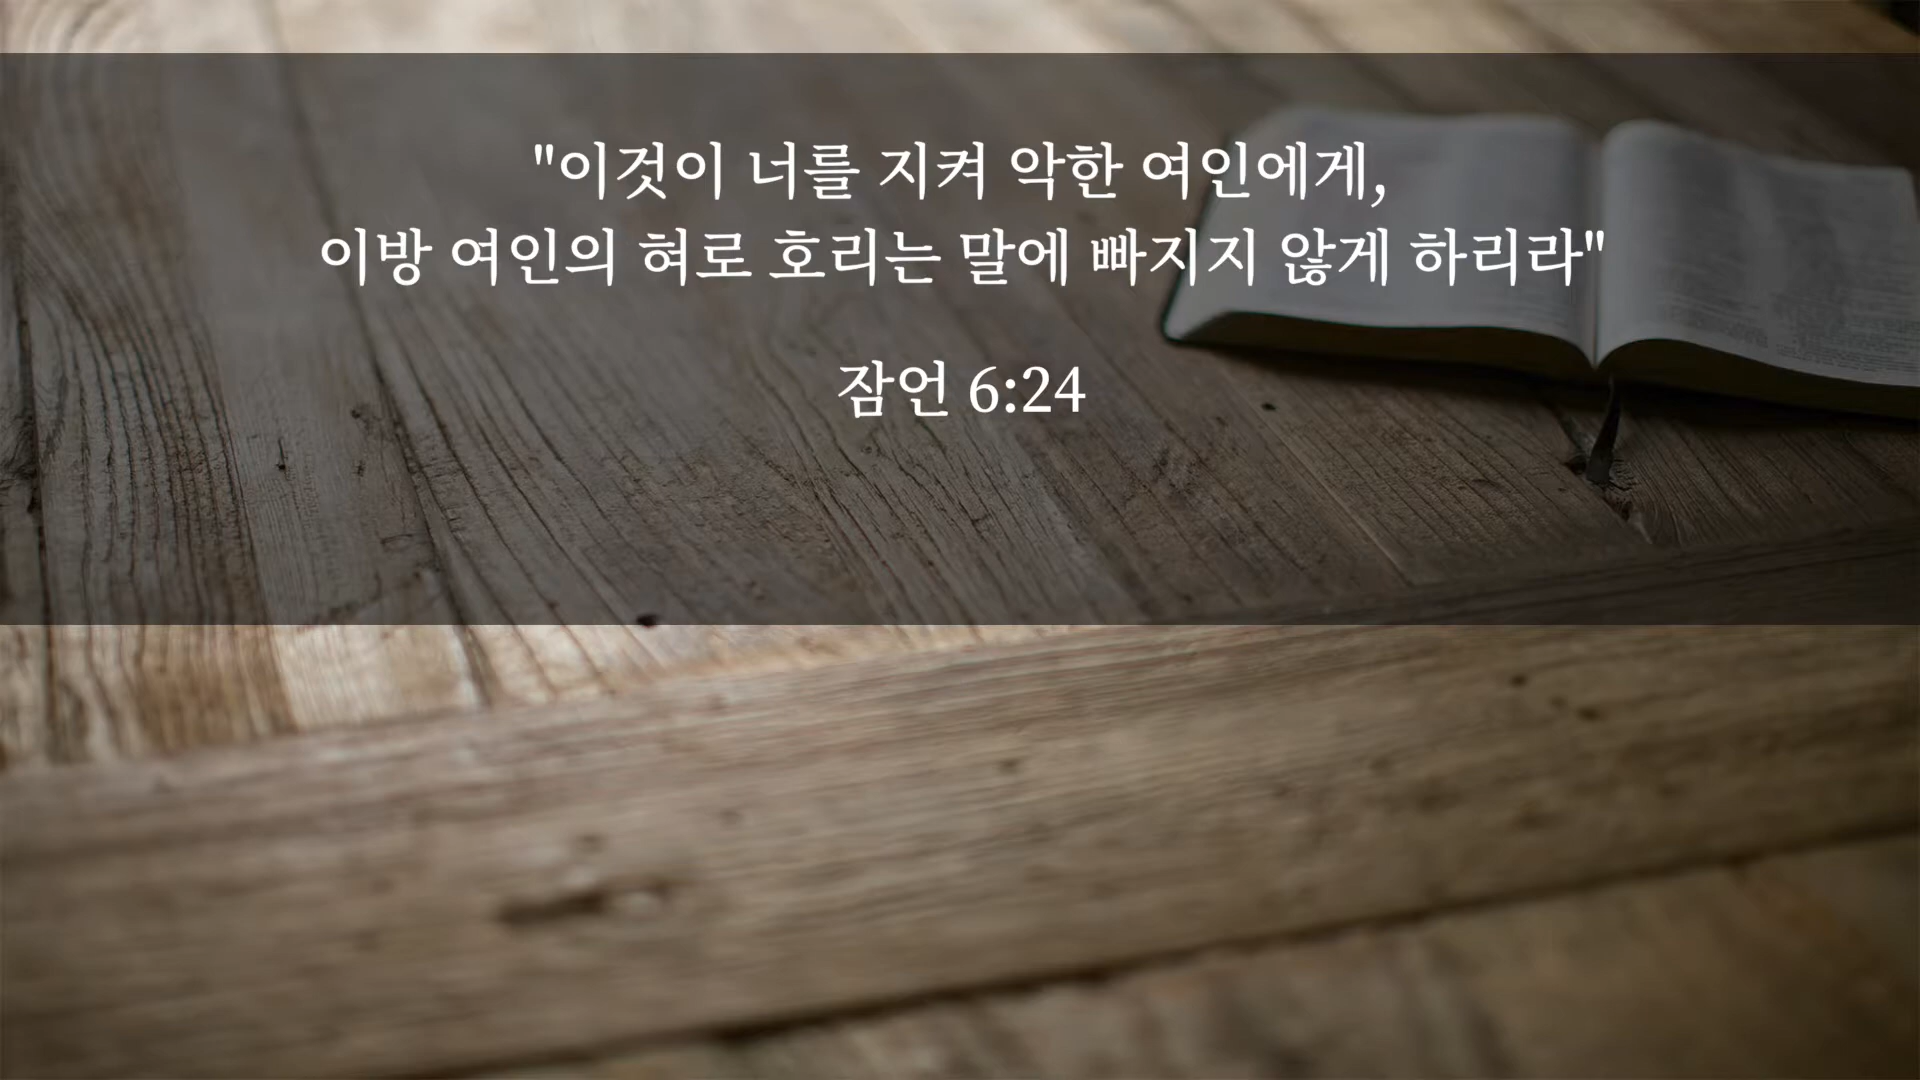 "이것이 너를 지켜 악한 여인에게,
이방 여인의 혀로 호리는 말에 빠지지 않게 하리라"
잠언 6:24